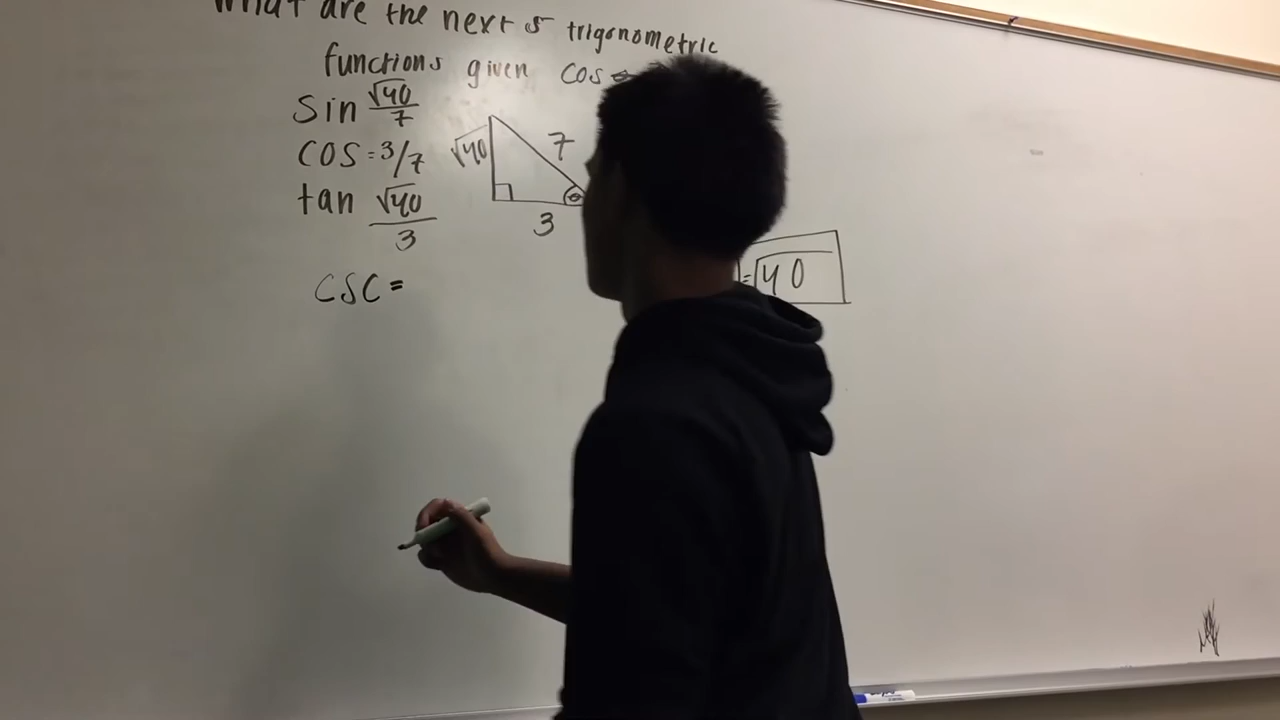 What are the next 5 trigonometric
functions given cos θ
sin √40/7
cos = 3/7
tan √40/3
csc =
√40
7
θ
3
= √40